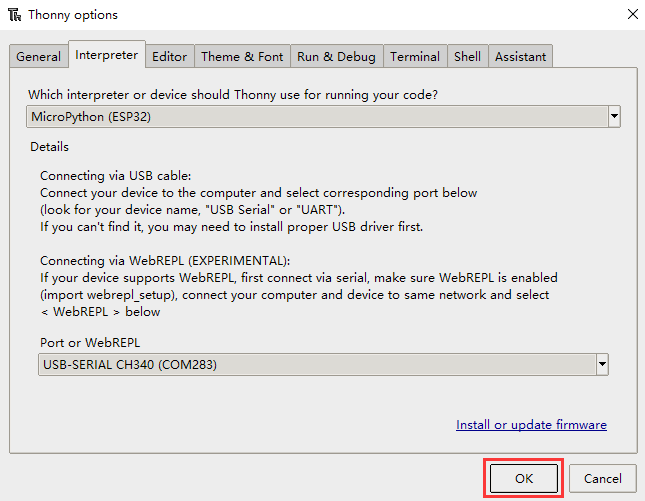 Thonny options
General Interpreter Editor Theme & Font Run & Debug Terminal Shell Assistant
Which interpreter or device should Thonny use for running your code?
MicroPython (ESP32)
Details
Connecting via USB cable:
Connect your device to the computer and select corresponding port below
(look for your device name, "USB Serial" or "UART").
If you can't find it, you may need to install proper USB driver first.
Connecting via WebREPL (EXPERIMENTAL):
If your device supports WebREPL, first connect via serial, make sure WebREPL is enabled
(import webrepl_setup), connect your computer and device to same network and select
< WebREPL > below
Port or WebREPL
USB-SERIAL CH340 (COM283)
Install or update firmware
OK Cancel